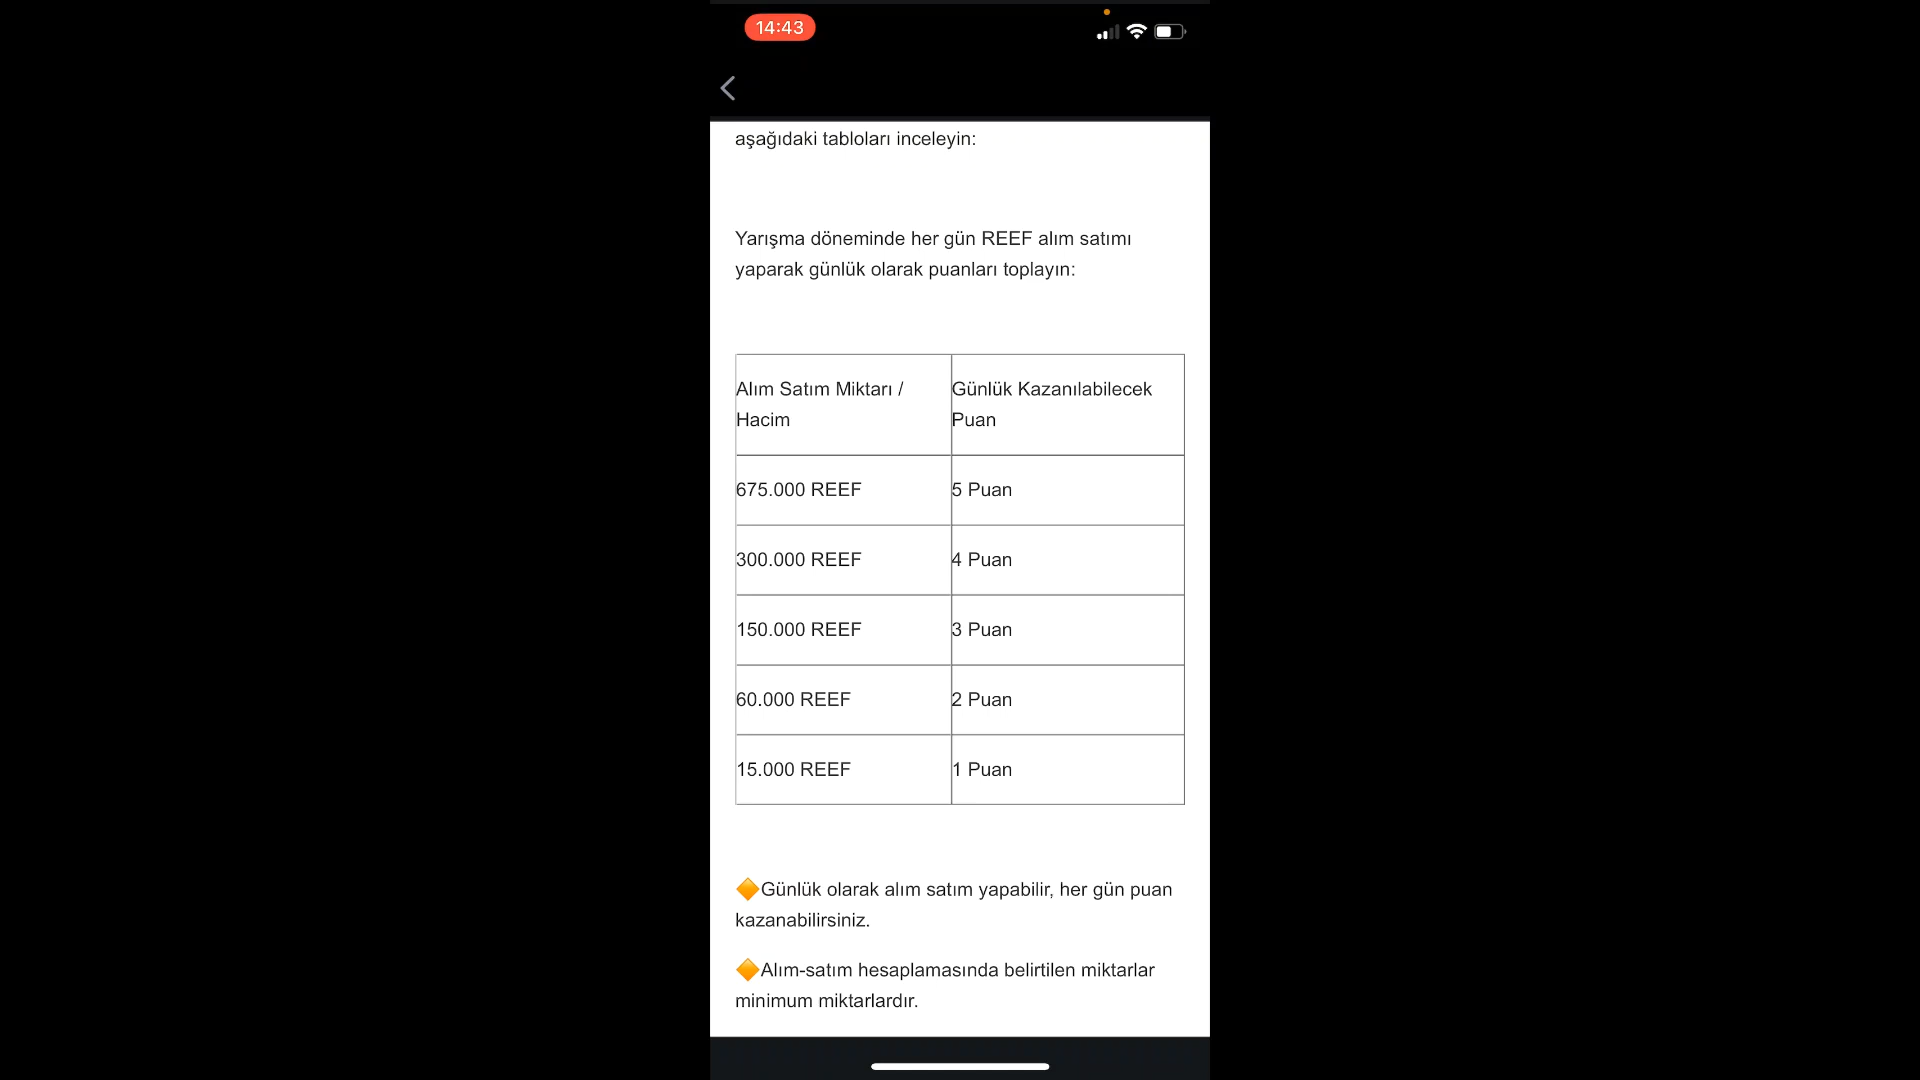 14:43
aşağıdaki tabloları inceleyin:
Yarışma döneminde her gün REEF alım satımı
yaparak günlük olarak puanları toplayın:
Alım Satım Miktarı /
Hacim
Günlük Kazanılabilecek
Puan
675.000 REEF
5 Puan
300.000 REEF
4 Puan
150.000 REEF
3 Puan
60.000 REEF
2 Puan
15.000 REEF
1 Puan
🔶Günlük olarak alım satım yapabilir, her gün puan
kazanabilirsiniz.
🔶Alım-satım hesaplamasında belirtilen miktarlar
minimum miktarlardır.